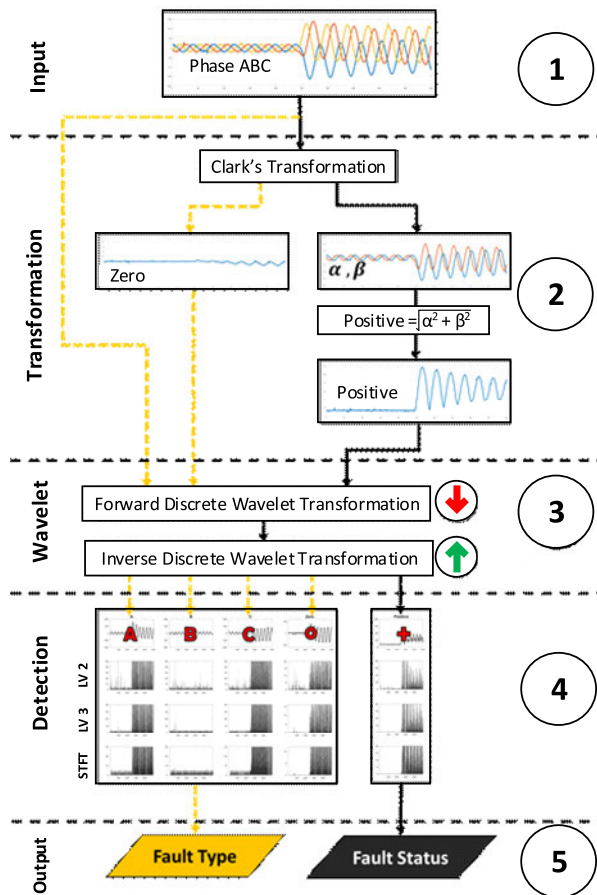 Input
Phase ABC
1
Clark's Transformation
Transformation
Zero
α , β
2
Positive =√α² + β²
Positive
Wavelet
Forward Discrete Wavelet Transformation
3
Inverse Discrete Wavelet Transformation
Detection
A B C O +
LV 2
LV 3
STFT
4
Output
Fault Type
Fault Status
5